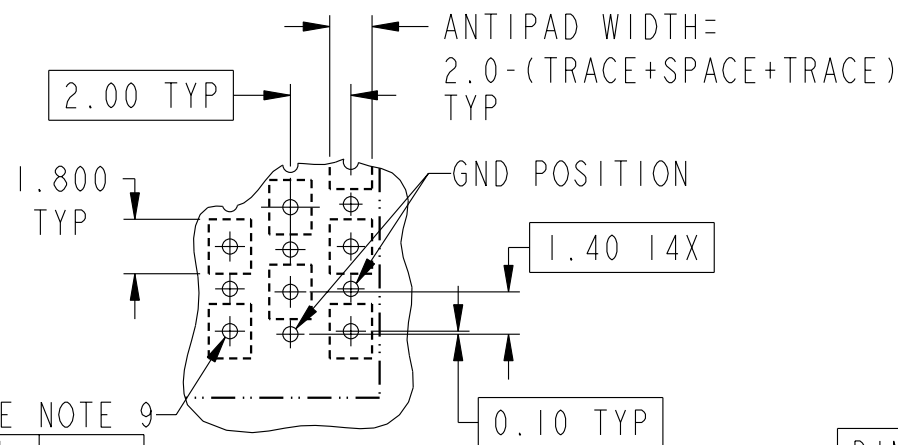 ANTIPAD WIDTH=
2.0-(TRACE+SPACE+TRACE)
TYP
2.00 TYP
1.800
TYP
GND POSITION
1.40 14X
NOTE 9
0.10 TYP